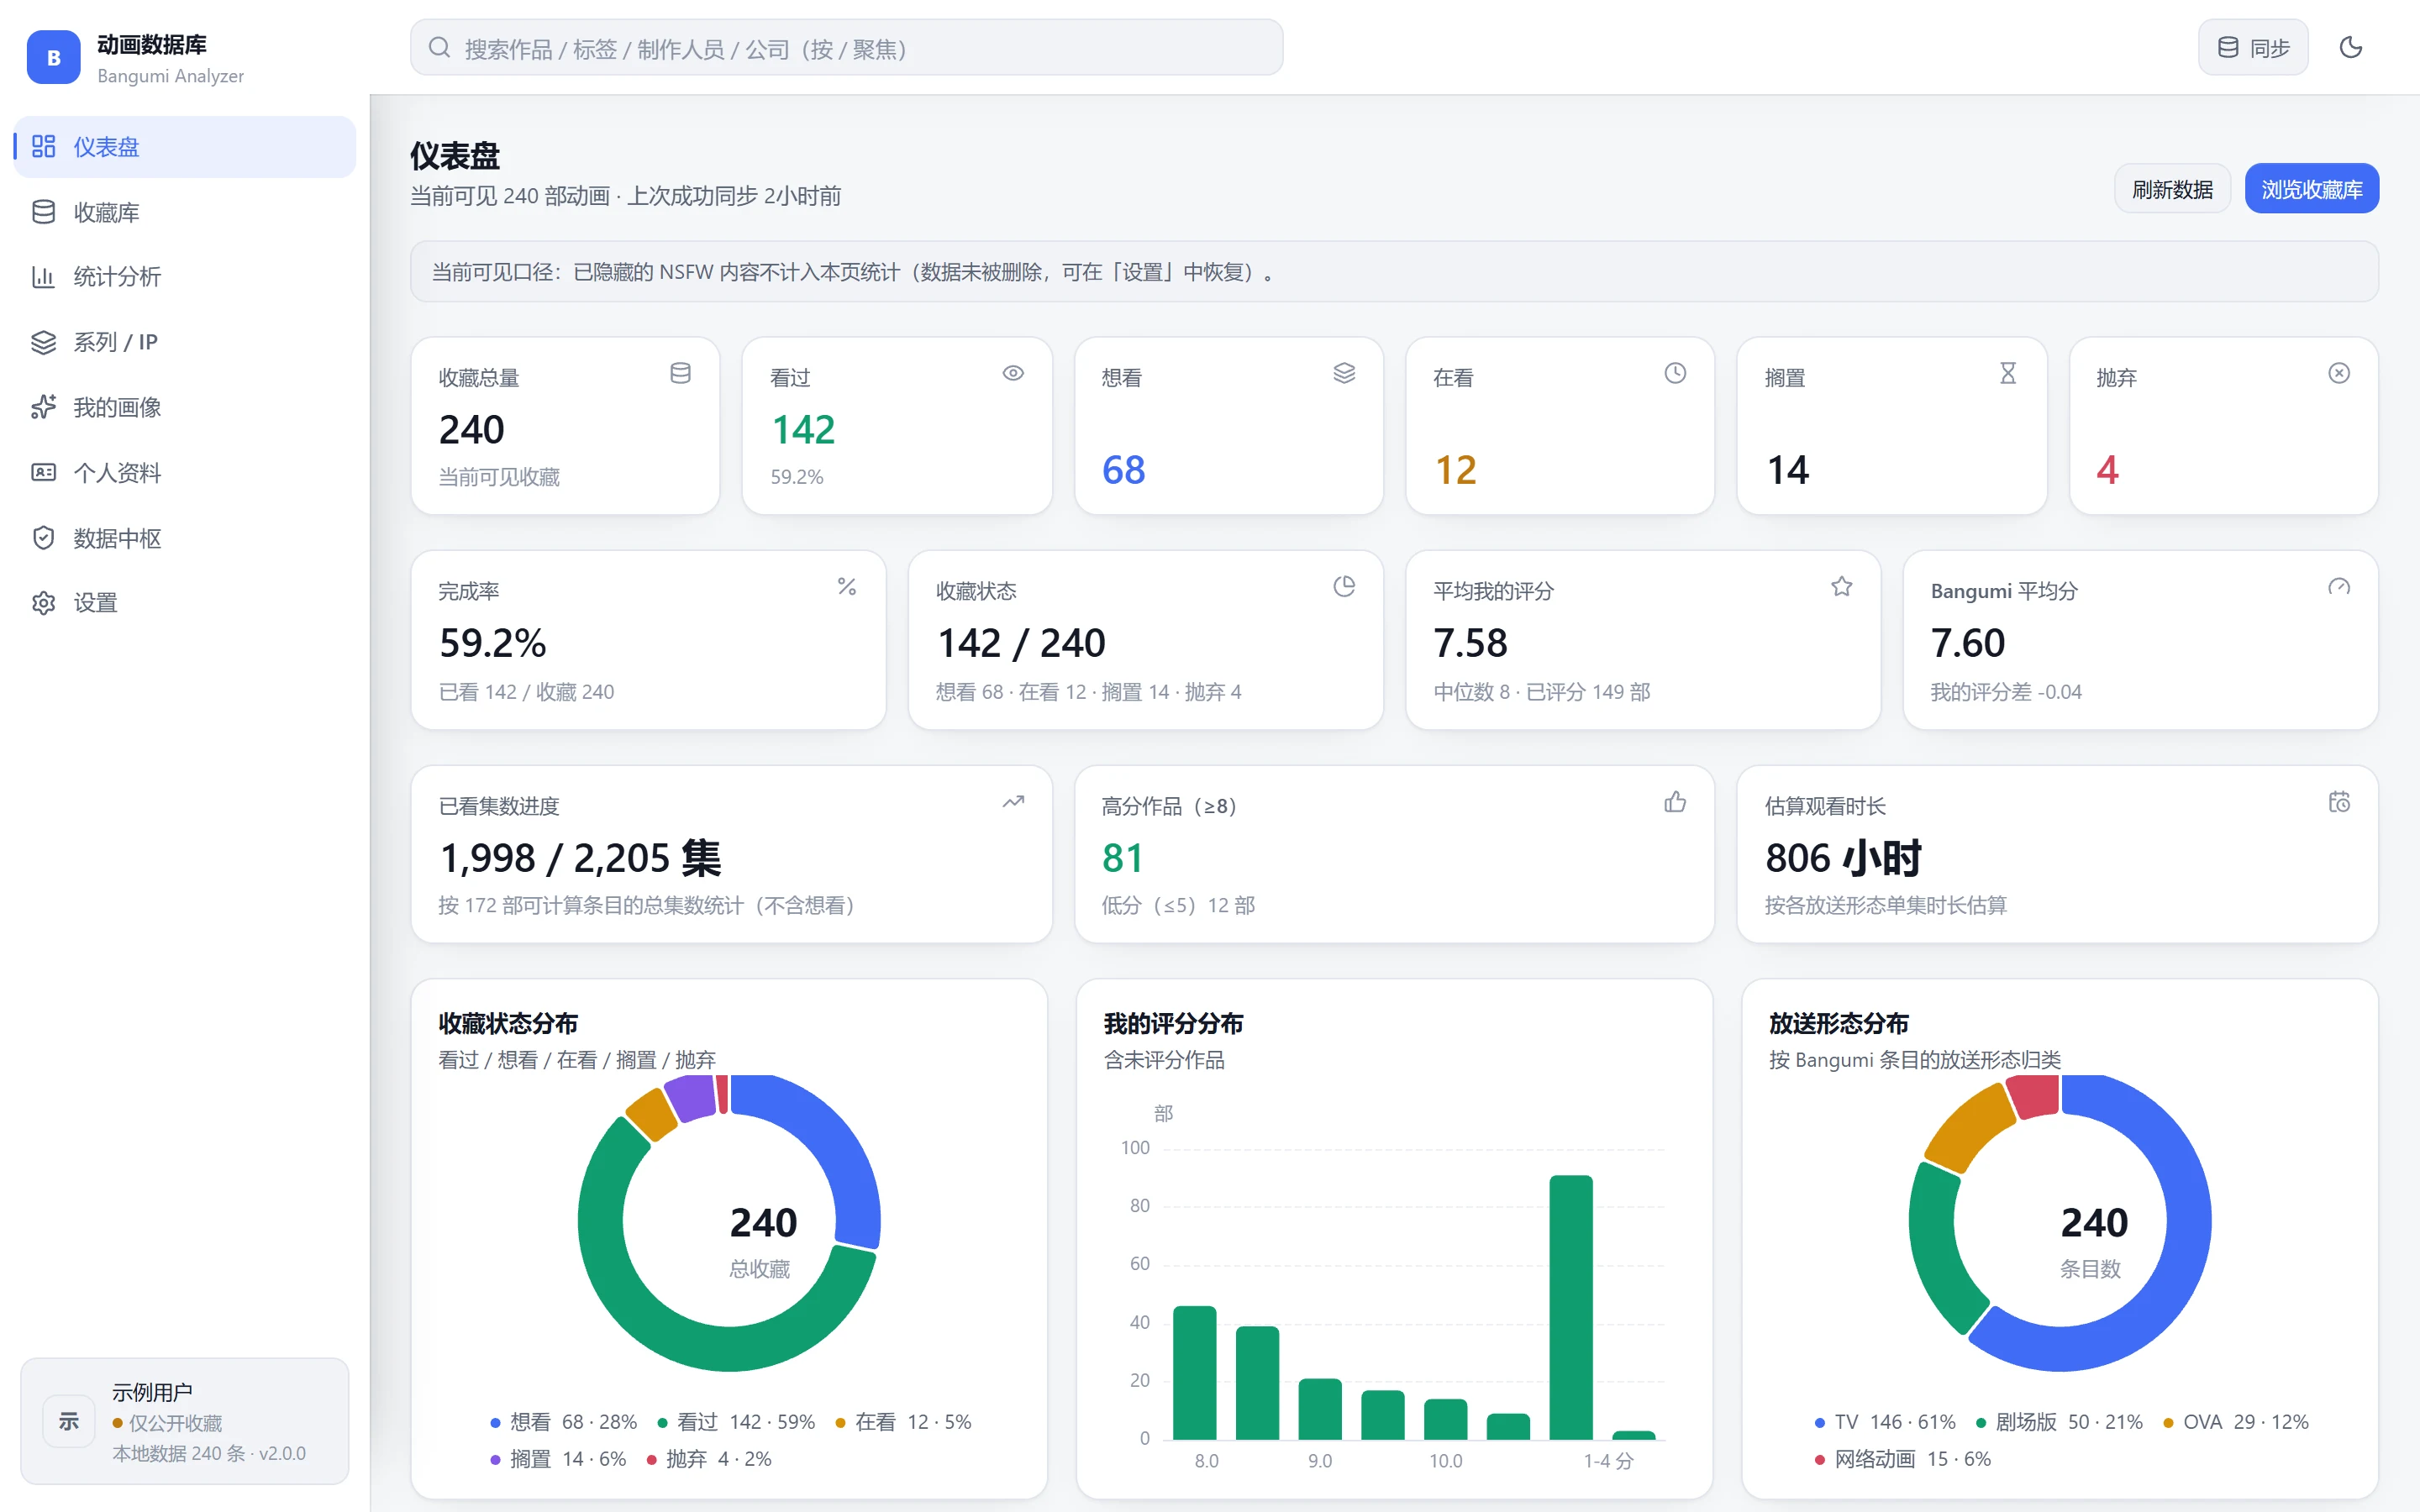 B
动画数据库
Bangumi Analyzer
搜索作品 / 标签 / 制作人员 / 公司（按 / 聚焦）
同步
仪表盘
收藏库
统计分析
系列 / IP
我的画像
个人资料
数据中枢
设置
示
示例用户
仅公开收藏
本地数据 240 条 · v2.0.0
仪表盘
当前可见 240 部动画 · 上次成功同步 2小时前
刷新数据
浏览收藏库
当前可见口径：已隐藏的 NSFW 内容不计入本页统计（数据未被删除，可在「设置」中恢复）。
收藏总量
240
当前可见收藏
看过
142
59.2%
想看
68
在看
12
搁置
14
抛弃
4
完成率
59.2%
已看 142 / 收藏 240
收藏状态
142 / 240
想看 68 · 在看 12 · 搁置 14 · 抛弃 4
平均我的评分
7.58
中位数 8 · 已评分 149 部
Bangumi 平均分
7.60
我的评分差 -0.04
已看集数进度
1,998 / 2,205 集
按 172 部可计算条目的总集数统计（不含想看）
高分作品（≥8）
81
低分（≤5）12 部
估算观看时长
806 小时
按各放送形态单集时长估算
收藏状态分布
看过 / 想看 / 在看 / 搁置 / 抛弃
240
总收藏
想看 68 · 28% 看过 142 · 59% 在看 12 · 5%
搁置 14 · 6% 抛弃 4 · 2%
我的评分分布
含未评分作品
部
100
80
60
40
20
0
8.0 9.0 10.0 1-4 分
放送形态分布
按 Bangumi 条目的放送形态归类
240
条目数
TV 146 · 61% 剧场版 50 · 21% OVA 29 · 12%
网络动画 15 · 6%